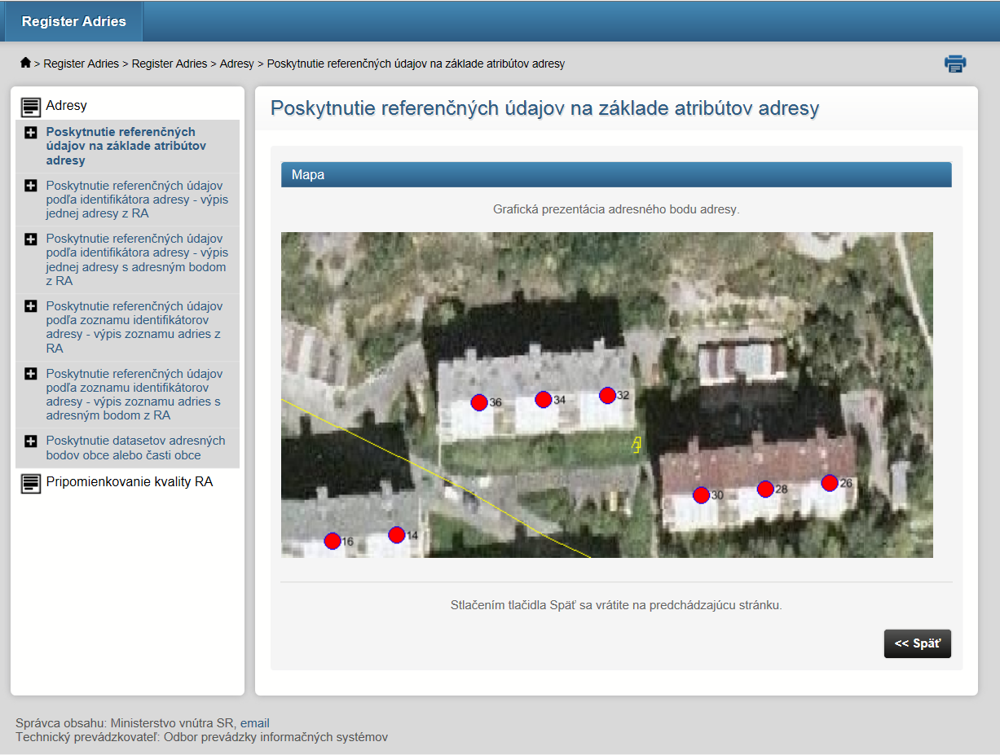 Register Adries
> Register Adries > Register Adries > Adresy > Poskytnutie referenčných údajov na základe atribútov adresy
Adresy
Poskytnutie referenčných
údajov na základe atribútov
adresy
Poskytnutie referenčných údajov
podľa identifikátora adresy - výpis
jednej adresy z RA
Poskytnutie referenčných údajov
podľa identifikátora adresy - výpis
jednej adresy s adresným bodom
z RA
Poskytnutie referenčných údajov
podľa zoznamu identifikátorov
adresy - výpis zoznamu adries z
RA
Poskytnutie referenčných údajov
podľa zoznamu identifikátorov
adresy - výpis zoznamu adries s
adresným bodom z RA
Poskytnutie datasetov adresných
bodov obce alebo časti obce
Pripomienkovanie kvality RA
Poskytnutie referenčných údajov na základe atribútov adresy
Mapa
Grafická prezentácia adresného bodu adresy.
36 34 32
30 28 26
16 14
Stlačením tlačidla Späť sa vrátite na predchádzajúcu stránku.
<< Späť
Správca obsahu: Ministerstvo vnútra SR, email
Technický prevádzkovateľ: Odbor prevádzky informačných systémov